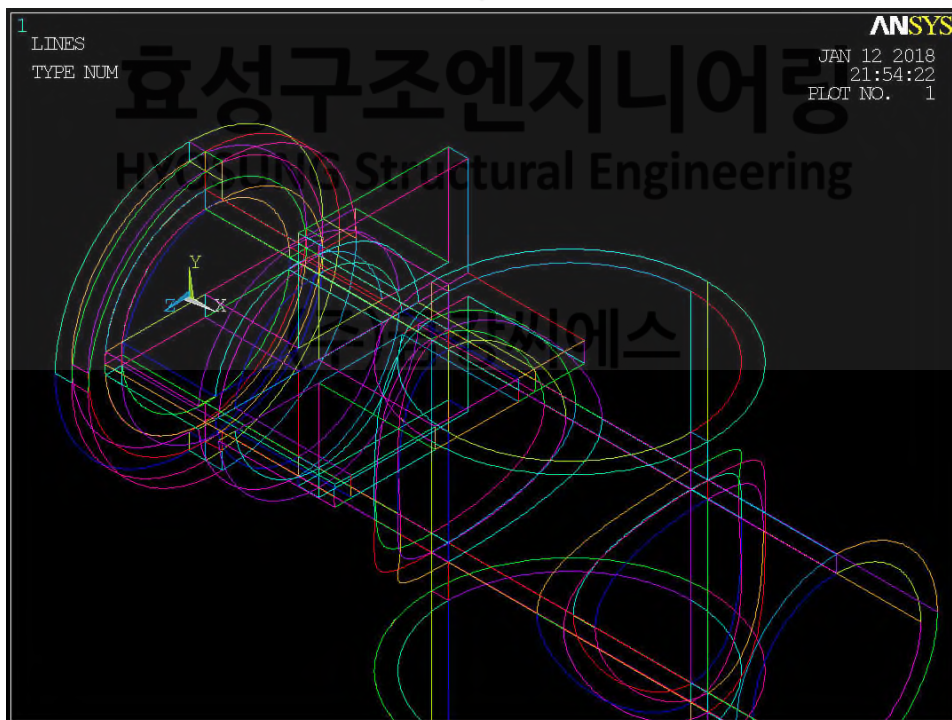 1
LINES
TYPE NUM
ANSYS
JAN 12 2018
21:54:22
PLOT NO. 1
효성구조엔지니어링
HYOSUNG Structural Engineering
Y
Z
X